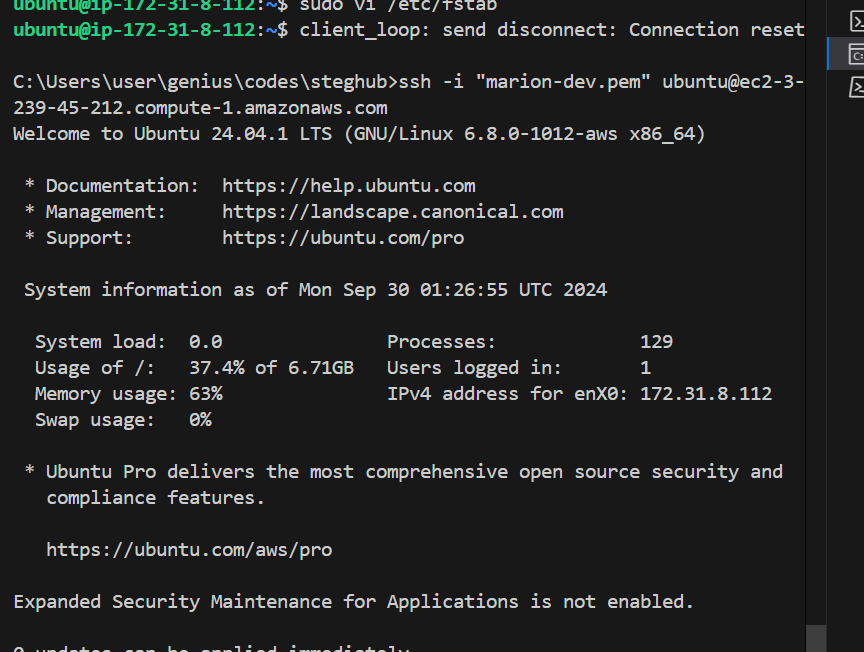 ubuntu@ip-172-31-8-112:~$ sudo vi /etc/fstab
ubuntu@ip-172-31-8-112:~$ client_loop: send disconnect: Connection reset
C:\Users\user\genius\codes\steghub>ssh -i "marion-dev.pem" ubuntu@ec2-3-
239-45-212.compute-1.amazonaws.com
Welcome to Ubuntu 24.04.1 LTS (GNU/Linux 6.8.0-1012-aws x86_64)
* Documentation:  https://help.ubuntu.com
* Management:     https://landscape.canonical.com
* Support:        https://ubuntu.com/pro
System information as of Mon Sep 30 01:26:55 UTC 2024
System load:  0.0               Processes:             129
Usage of /:   37.4% of 6.71GB   Users logged in:       1
Memory usage: 63%               IPv4 address for enX0: 172.31.8.112
Swap usage:   0%
* Ubuntu Pro delivers the most comprehensive open source security and
compliance features.
https://ubuntu.com/aws/pro
Expanded Security Maintenance for Applications is not enabled.
0 updates can be applied immediately.